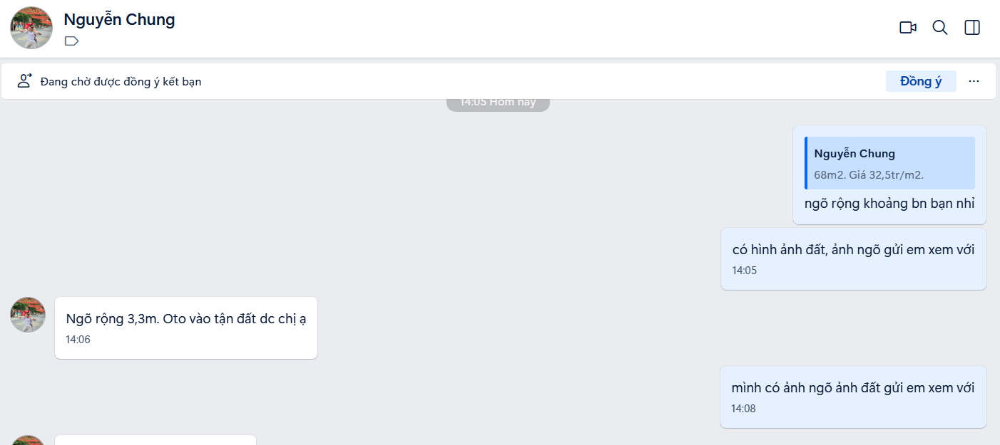 Nguyễn Chung
Đang chờ được đồng ý kết bạn
Đồng ý
14:05 Hôm nay
Nguyễn Chung
68m2. Giá 32,5tr/m2.
ngõ rộng khoảng bn bạn nhỉ
có hình ảnh đất, ảnh ngõ gửi em xem với
14:05
Ngõ rộng 3,3m. Oto vào tận đất dc chị ạ
14:06
mình có ảnh ngõ ảnh đất gửi em xem với
14:08